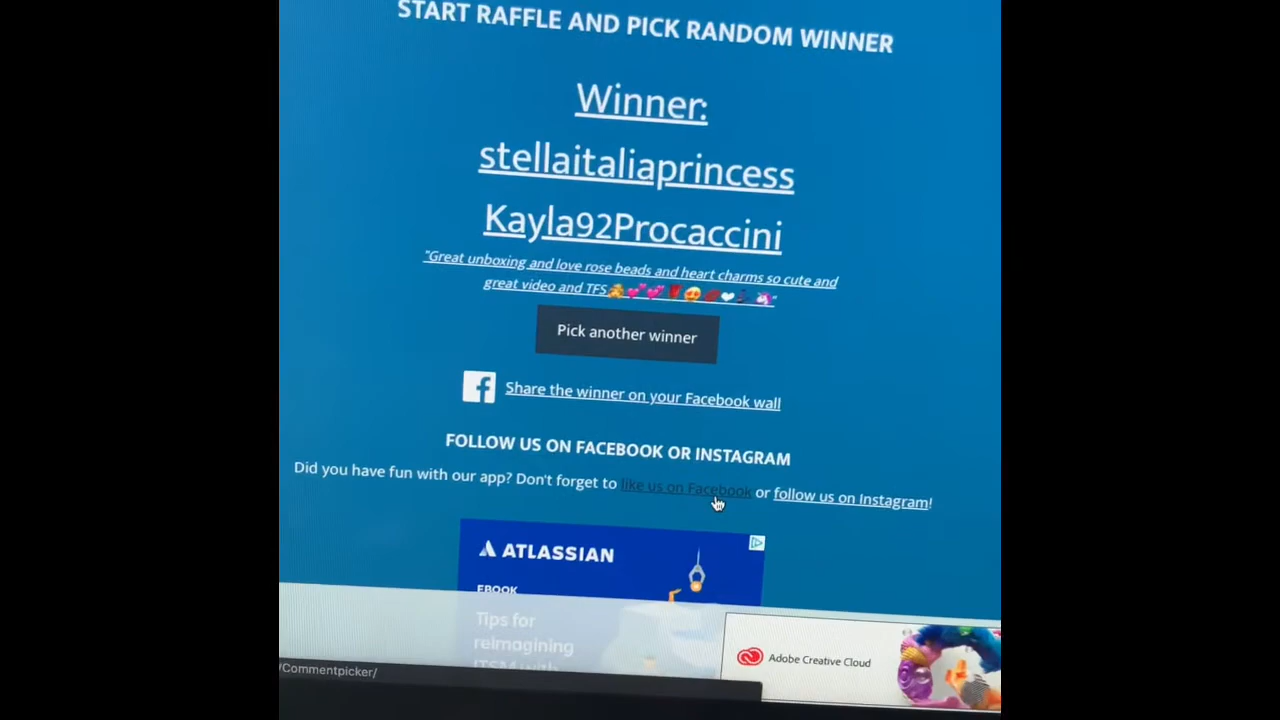 START RAFFLE AND PICK RANDOM WINNER
Winner:
stellaitaliaprincess
Kayla92Procaccini
"Great unboxing and love rose beads and heart charms so cute and
great video and TFS👧💕💕🌹😍💋🤍💃🦄"
Pick another winner
Share the winner on your Facebook wall
FOLLOW US ON FACEBOOK OR INSTAGRAM
Did you have fun with our app? Don't forget to like us on Facebook or follow us on Instagram!
ATLASSIAN
EBOOK
Tips for
reimagining
ITSM with
Adobe Creative Cloud
/Commentpicker/